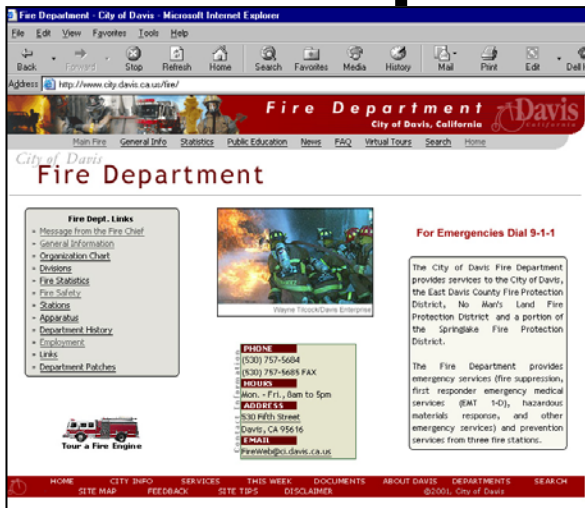 Fire Department - City of Davis - Microsoft Internet Explorer
File Edit View Favorites Tools Help
Back Forward Stop Refresh Home Search Favorites Media History Mail Print Edit Dell
Address http://www.city.davis.ca.us/fire/
Fire Department
City of Davis, California
Davis
California
Main Fire General Info Statistics Public Education News FAQ Virtual Tours Search Home
City of Davis
Fire Department
Fire Dept. Links
Message from the Fire Chief
General Information
Organization Chart
Divisions
Fire Statistics
Fire Safety
Stations
Apparatus
Department History
Employment
Links
Department Patches
Tour a Fire Engine
Wayne Tilcock/Davis Enterprise
Contact Information
PHONE
(530) 757-5684
(530) 757-5685 FAX
HOURS
Mon. - Fri., 8am to 5pm
ADDRESS
530 Fifth Street
Davis, CA 95616
EMAIL
FireWeb@ci.davis.ca.us
For Emergencies Dial 9-1-1
The City of Davis Fire Department
provides services to the City of Davis,
the East Davis County Fire Protection
District, No Man's Land Fire
Protection District and a portion of
the Springlake Fire Protection
District.
The Fire Department provides
emergency services (fire suppression,
first responder emergency medical
services (EMT 1-D), hazardous
materials response, and other
emergency services) and prevention
services from three fire stations.
HOME CITY INFO SERVICES THIS WEEK DOCUMENTS ABOUT DAVIS DEPARTMENTS SEARCH
SITE MAP FEEDBACK SITE TIPS DISCLAIMER ©2001, City of Davis